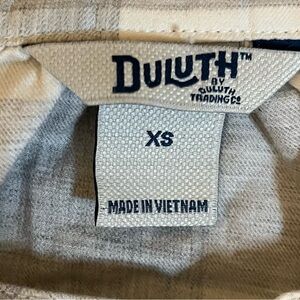 DULUTH™
BY
DULUTH
TRADING CO
XS
MADE IN VIETNAM